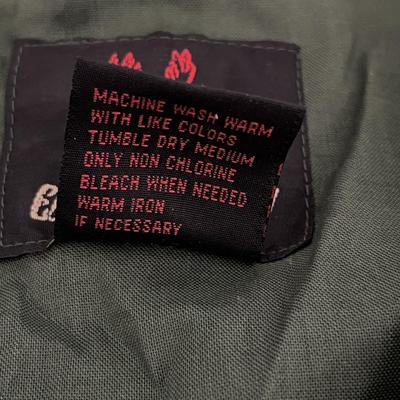 MACHINE WASH WARM
WITH LIKE COLORS
TUMBLE DRY MEDIUM
ONLY NON CHLORINE
BLEACH WHEN NEEDED
WARM IRON
IF NECESSARY